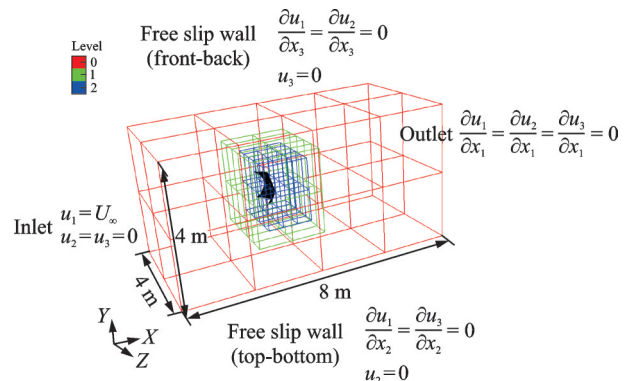 Free slip wall ∂u₁/∂x₃ = ∂u₂/∂x₃ = 0
(front-back) u₃ = 0
Level
0
1
2
Outlet ∂u₁/∂x₁ = ∂u₂/∂x₁ = ∂u₃/∂x₁ = 0
Inlet u₁ = U∞
u₂ = u₃ = 0
4 m
4 m
8 m
Y
X
Z
Free slip wall ∂u₁/∂x₂ = ∂u₃/∂x₂ = 0
(top-bottom) u₂ = 0